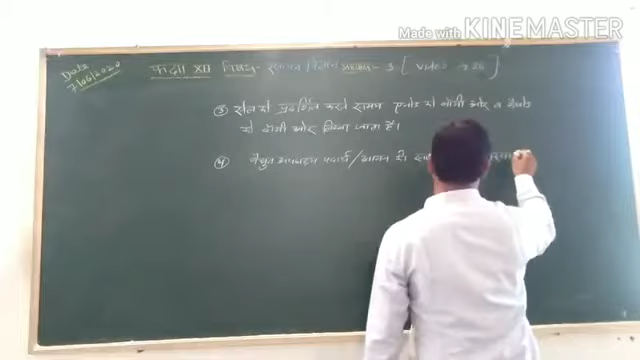 Made with KINEMASTER
Date
7/06/2020
कक्षा XII विषय- रसायन विज्ञान अध्याय - 3 [ Video → 26 ]
③ सेल को प्रदर्शित करते समय एनोड को बांयी ओर व कैथोड
को दांयी ओर लिखा जाता है।
④ वैद्युत अपघट्य पदार्थ / आयन की